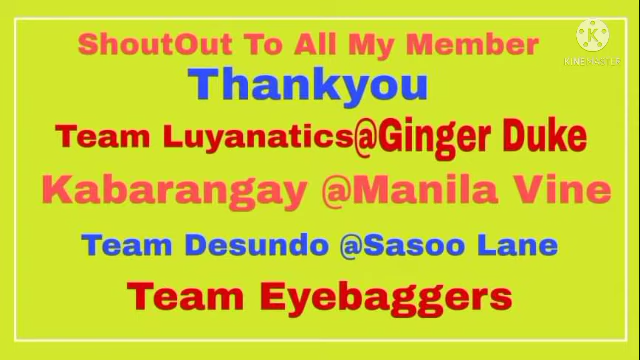 ShoutOut To All My Member
KINEMASTER
Thankyou
Team Luyanatics@Ginger Duke
Kabarangay @Manila Vine
Team Desundo @Sasoo Lane
Team Eyebaggers